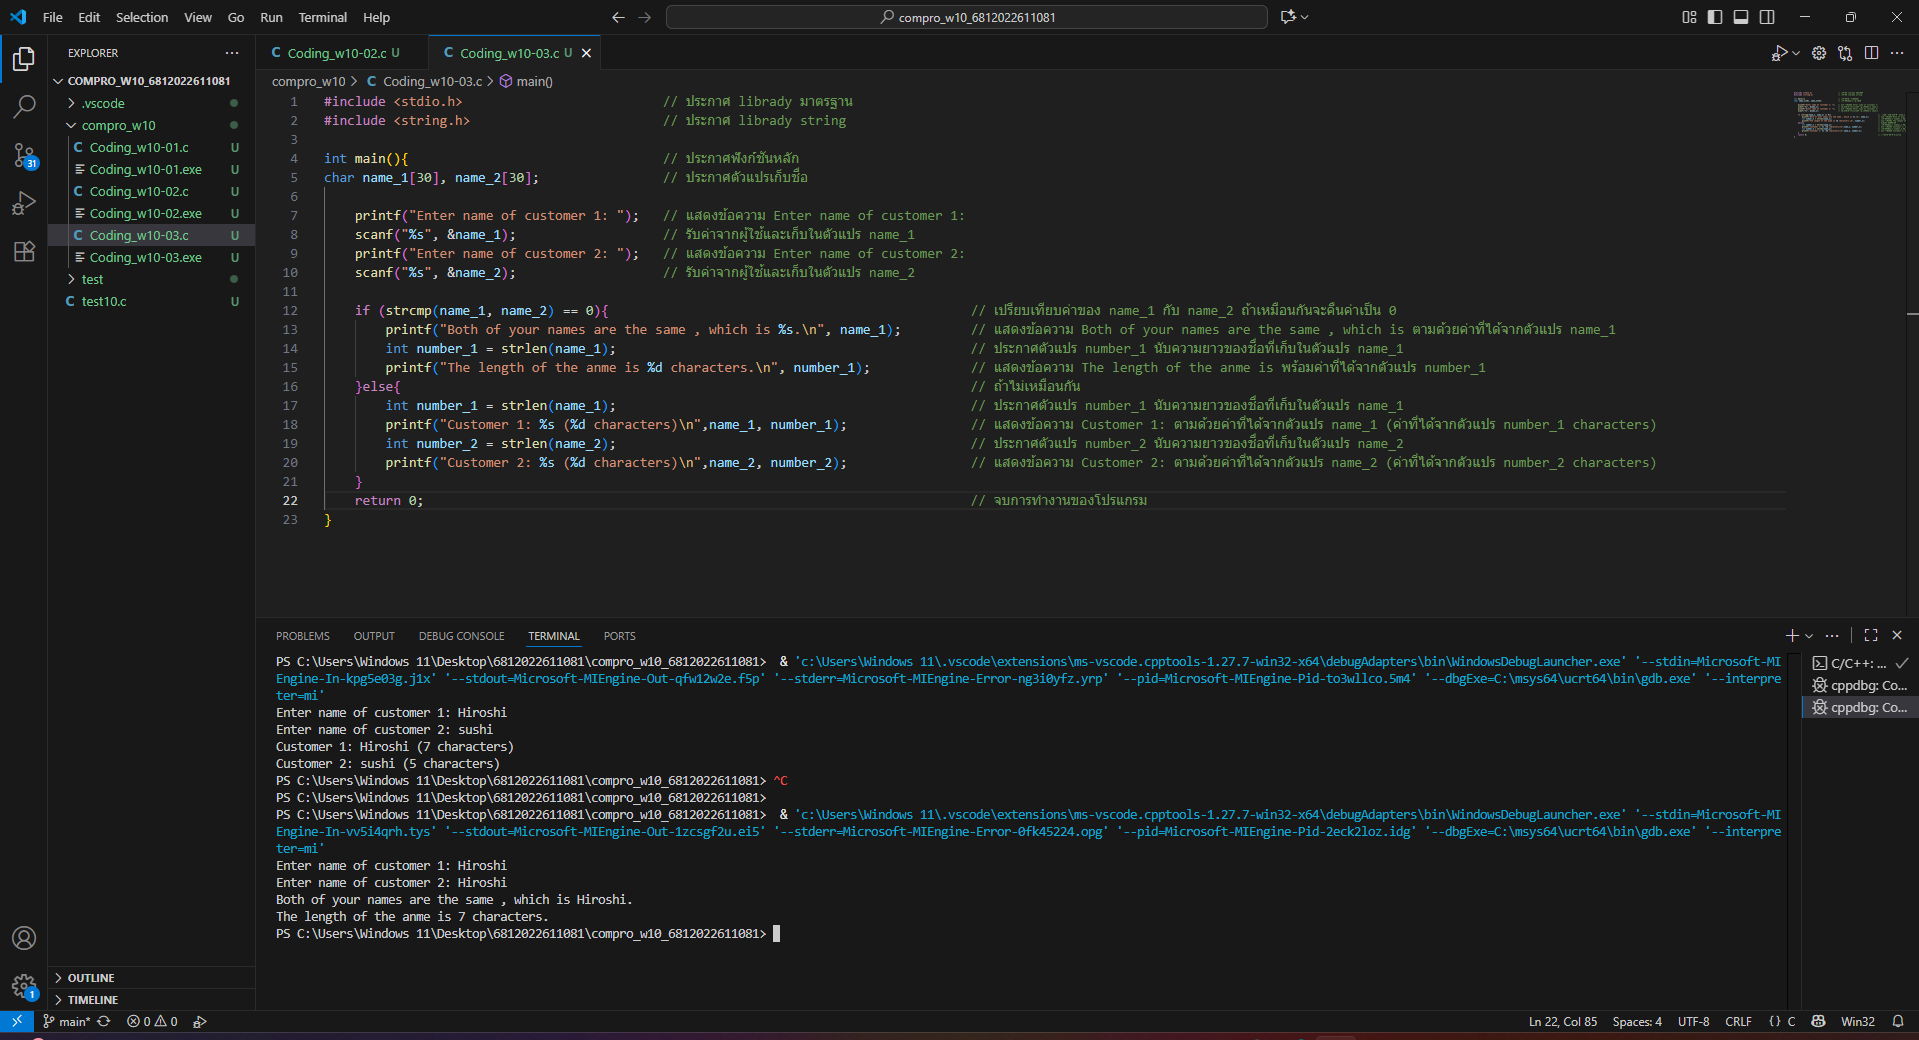 File Edit Selection View Go Run Terminal Help
compro_w10_6812022611081
EXPLORER
COMPRO_W10_6812022611081
.vscode
compro_w10
Coding_w10-01.c U
Coding_w10-01.exe U
Coding_w10-02.c U
Coding_w10-02.exe U
Coding_w10-03.c U
Coding_w10-03.exe U
test
test10.c U
31
OUTLINE
TIMELINE
1
Coding_w10-02.c U
Coding_w10-03.c U
compro_w10 > Coding_w10-03.c > main()
1 #include <stdio.h> // ประกาศ librady มาตรฐาน
2 #include <string.h> // ประกาศ librady string
3
4 int main(){ // ประกาศฟังก์ชันหลัก
5 char name_1[30], name_2[30]; // ประกาศตัวแปรเก็บชื่อ
6
7 printf("Enter name of customer 1: "); // แสดงข้อความ Enter name of customer 1:
8 scanf("%s", &name_1); // รับค่าจากผู้ใช้และเก็บในตัวแปร name_1
9 printf("Enter name of customer 2: "); // แสดงข้อความ Enter name of customer 2:
10 scanf("%s", &name_2); // รับค่าจากผู้ใช้และเก็บในตัวแปร name_2
11
12 if (strcmp(name_1, name_2) == 0){ // เปรียบเทียบค่าของ name_1 กับ name_2 ถ้าเหมือนกันจะคืนค่าเป็น 0
13 printf("Both of your names are the same , which is %s.\n", name_1); // แสดงข้อความ Both of your names are the same , which is ตามด้วยค่าที่ได้จากตัวแปร name_1
14 int number_1 = strlen(name_1); // ประกาศตัวแปร number_1 นับความยาวของชื่อที่เก็บในตัวแปร name_1
15 printf("The length of the anme is %d characters.\n", number_1); // แสดงข้อความ The length of the anme is พร้อมค่าที่ได้จากตัวแปร number_1
16 }else{ // ถ้าไม่เหมือนกัน
17 int number_1 = strlen(name_1); // ประกาศตัวแปร number_1 นับความยาวของชื่อที่เก็บในตัวแปร name_1
18 printf("Customer 1: %s (%d characters)\n",name_1, number_1); // แสดงข้อความ Customer 1: ตามด้วยค่าที่ได้จากตัวแปร name_1 (ค่าที่ได้จากตัวแปร number_1 characters)
19 int number_2 = strlen(name_2); // ประกาศตัวแปร number_2 นับความยาวของชื่อที่เก็บในตัวแปร name_2
20 printf("Customer 2: %s (%d characters)\n",name_2, number_2); // แสดงข้อความ Customer 2: ตามด้วยค่าที่ได้จากตัวแปร name_2 (ค่าที่ได้จากตัวแปร number_2 characters)
21 }
22 return 0; // จบการทำงานของโปรแกรม
23 }
PROBLEMS OUTPUT DEBUG CONSOLE TERMINAL PORTS
PS C:\Users\Windows 11\Desktop\6812022611081\compro_w10_6812022611081> & 'c:\Users\Windows 11\.vscode\extensions\ms-vscode.cpptools-1.27.7-win32-x64\debugAdapters\bin\WindowsDebugLauncher.exe' '--stdin=Microsoft-MI
Engine-In-kpg5e03g.j1x' '--stdout=Microsoft-MIEngine-Out-qfw12w2e.f5p' '--stderr=Microsoft-MIEngine-Error-ng3i0yfz.yrp' '--pid=Microsoft-MIEngine-Pid-to3wllco.5m4' '--dbgExe=C:\msys64\ucrt64\bin\gdb.exe' '--interpre
ter=mi'
Enter name of customer 1: Hiroshi
Enter name of customer 2: sushi
Customer 1: Hiroshi (7 characters)
Customer 2: sushi (5 characters)
PS C:\Users\Windows 11\Desktop\6812022611081\compro_w10_6812022611081> ^C
PS C:\Users\Windows 11\Desktop\6812022611081\compro_w10_6812022611081>
PS C:\Users\Windows 11\Desktop\6812022611081\compro_w10_6812022611081> & 'c:\Users\Windows 11\.vscode\extensions\ms-vscode.cpptools-1.27.7-win32-x64\debugAdapters\bin\WindowsDebugLauncher.exe' '--stdin=Microsoft-MI
Engine-In-vv5i4qrh.tys' '--stdout=Microsoft-MIEngine-Out-1zcsgf2u.ei5' '--stderr=Microsoft-MIEngine-Error-0fk45224.opg' '--pid=Microsoft-MIEngine-Pid-2eck2loz.idg' '--dbgExe=C:\msys64\ucrt64\bin\gdb.exe' '--interpre
ter=mi'
Enter name of customer 1: Hiroshi
Enter name of customer 2: Hiroshi
Both of your names are the same , which is Hiroshi.
The length of the anme is 7 characters.
PS C:\Users\Windows 11\Desktop\6812022611081\compro_w10_6812022611081>
C/C++: ...
cppdbg: Co...
cppdbg: Co...
main* 0 0
Ln 22, Col 85 Spaces: 4 UTF-8 CRLF {} C Win32